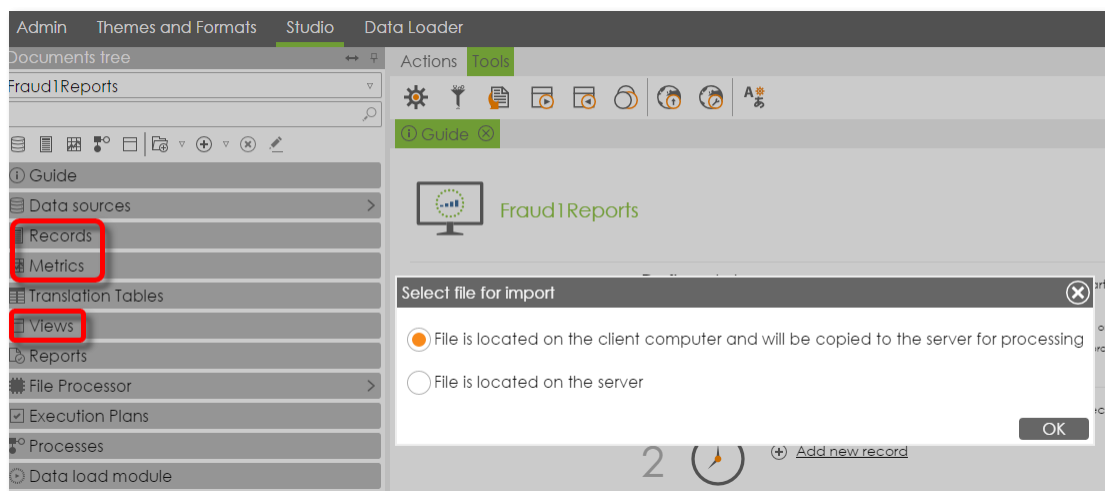 Admin Themes and Formats Studio Data Loader
Documents tree
Actions Tools
Fraud1Reports
Guide
Guide
Data sources
Records
Metrics
Translation Tables
Views
Reports
File Processor
Execution Plans
Processes
Data load module
Fraud1Reports
Select file for import
File is located on the client computer and will be copied to the server for processing
File is located on the server
OK
2
Add new record